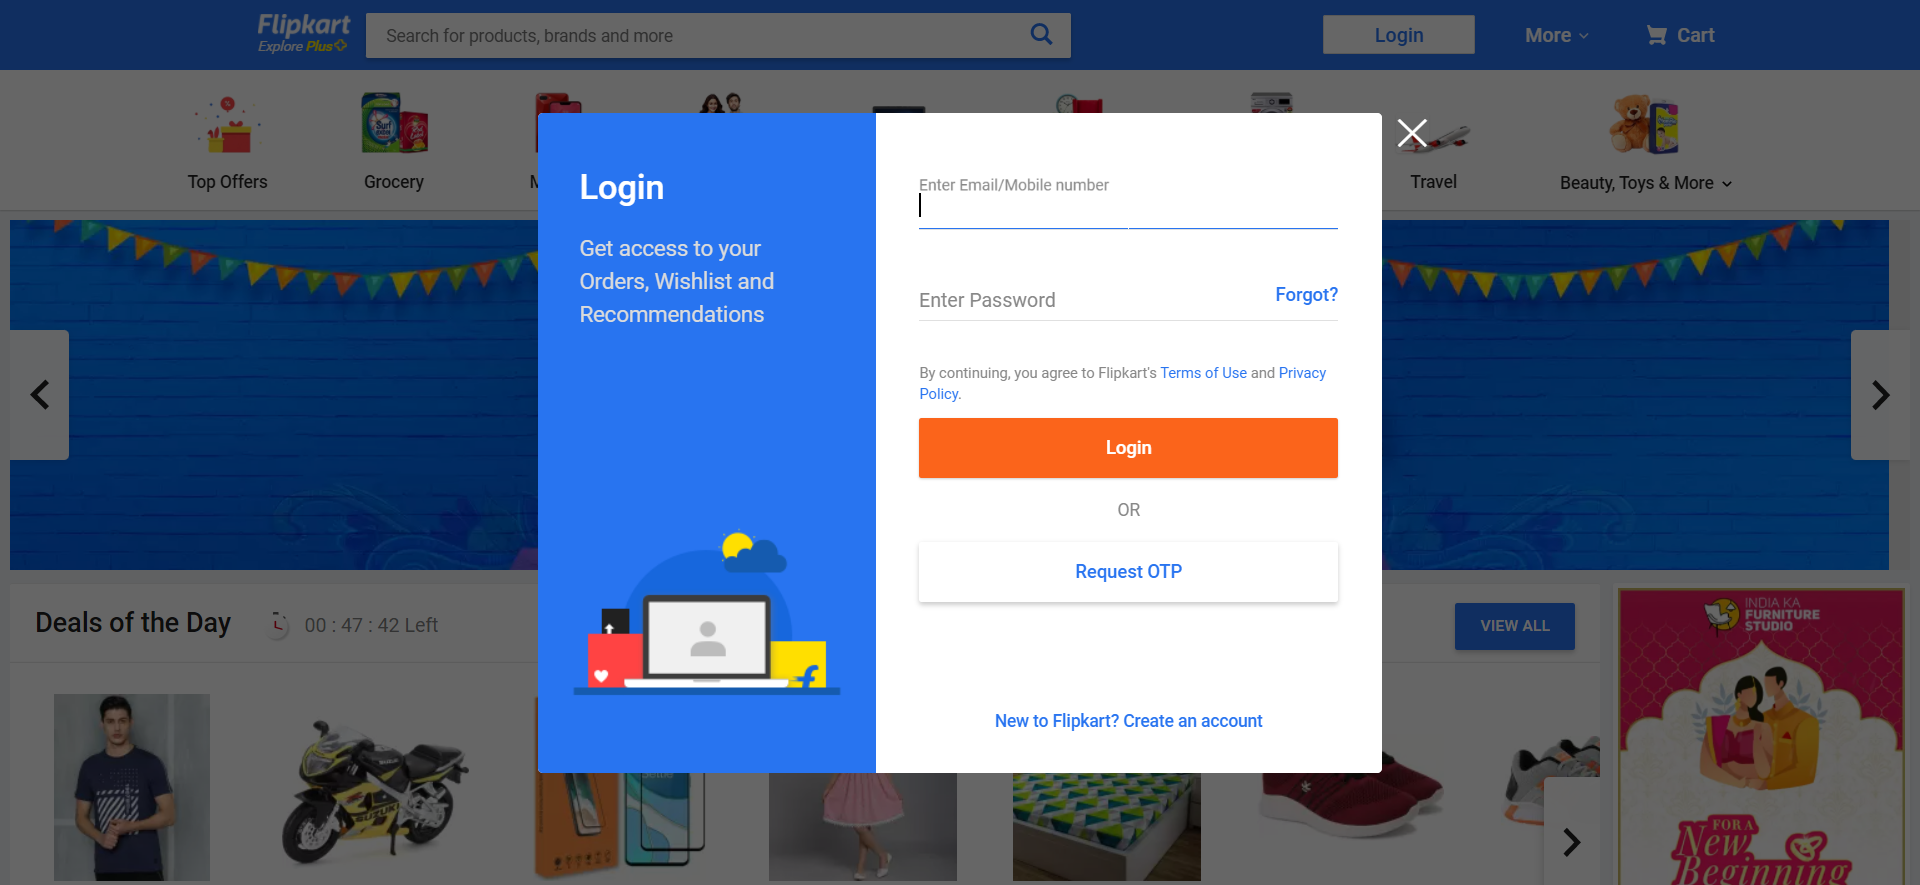 Flipkart
Explore Plus
Search for products, brands and more
Login
More
Cart
Top Offers
Grocery
Travel
Beauty, Toys & More
Login
Get access to your
Orders, Wishlist and
Recommendations
Enter Email/Mobile number
Enter Password
Forgot?
By continuing, you agree to Flipkart's Terms of Use and Privacy
Policy.
Login
OR
Request OTP
New to Flipkart? Create an account
Deals of the Day
00 : 47 : 42 Left
VIEW ALL
INDIA KA
FURNITURE
STUDIO
FOR A
New
Beginning
Surf
SUZUKI